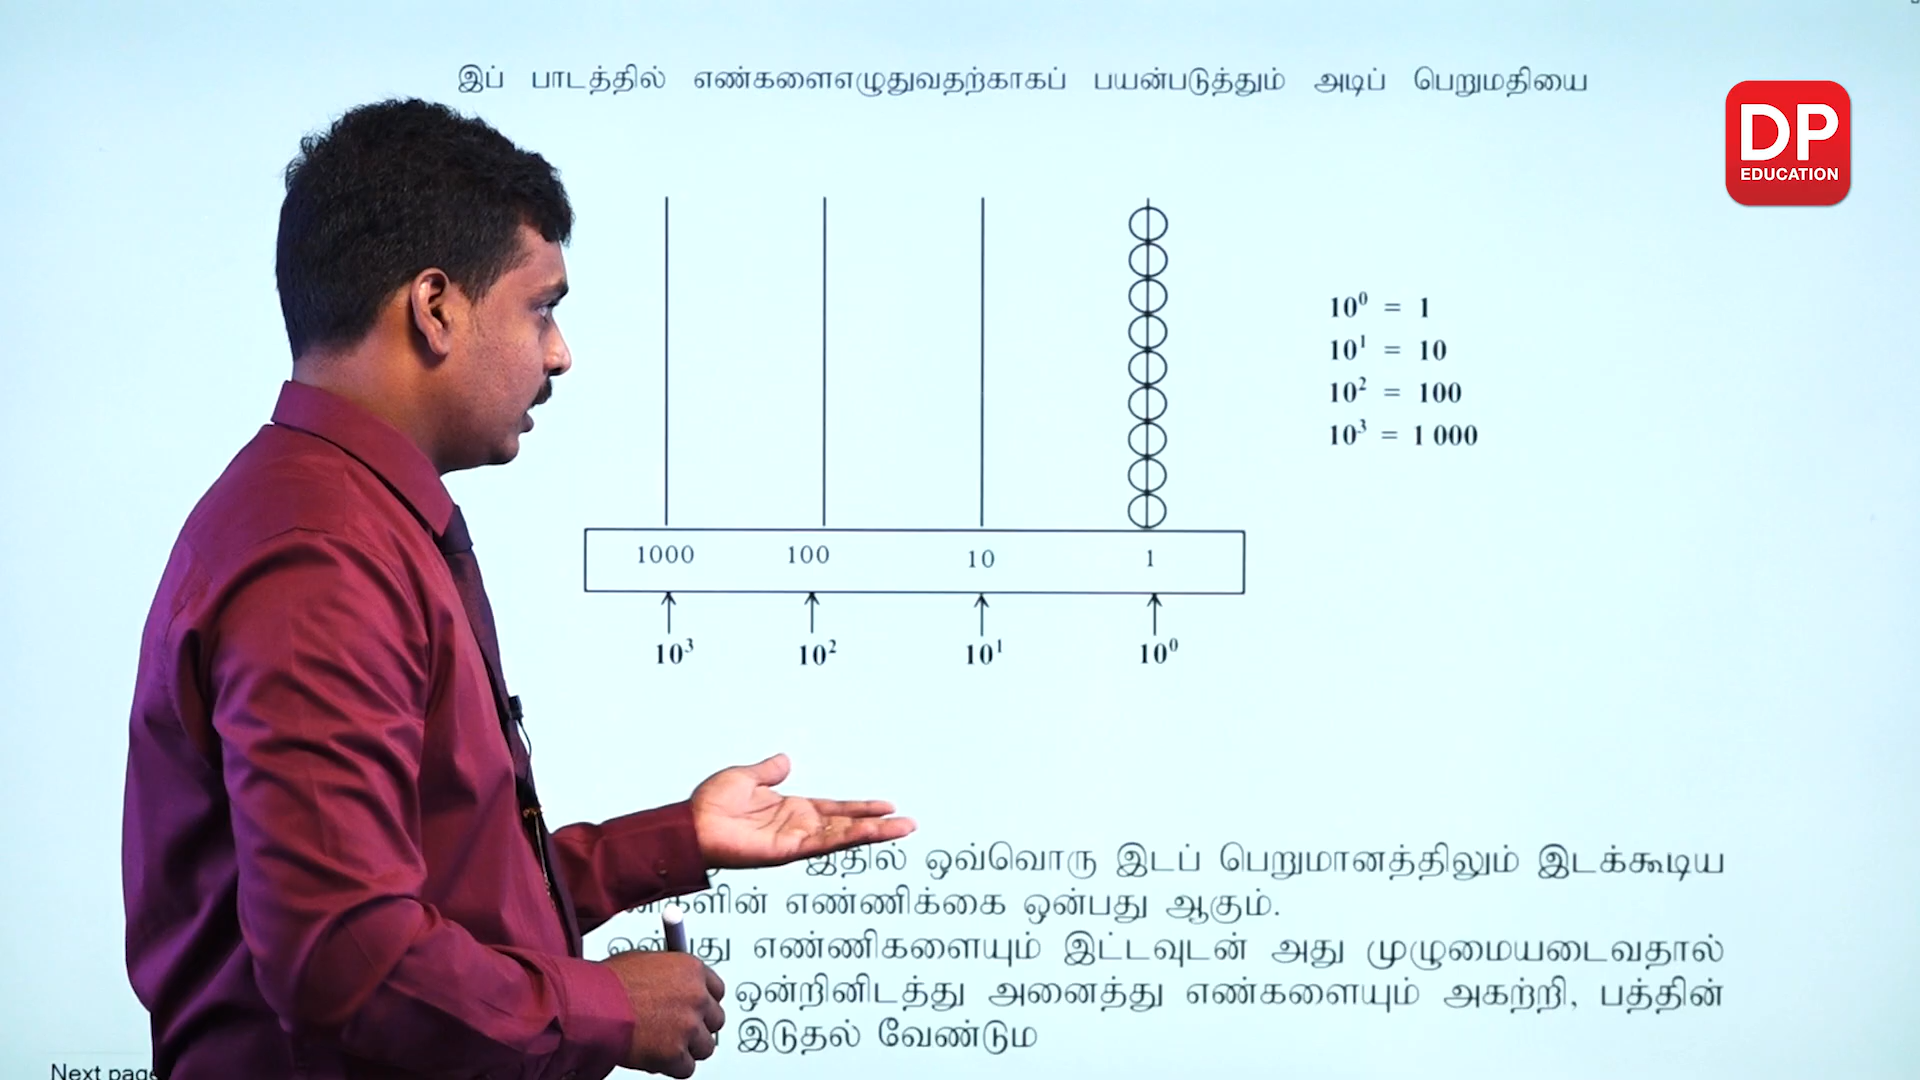 இப் பாடத்தில் எண்களைஎழுதுவதற்காகப் பயன்படுத்தும் அடிப் பெறுமதியை
DP
EDUCATION
10⁰ = 1
10¹ = 10
10² = 100
10³ = 1 000
1000 100 10 1
10³ 10² 10¹ 10⁰
இதில் ஒவ்வொரு இடப் பெறுமானத்திலும் இடக்கூடிய
எண்ணிக்கை ஒன்பது ஆகும்.
ஒன்பது எண்ணிகளையும் இட்டவுடன் அது முழுமையடைவதால்
ஒன்றினிடத்து அனைத்து எண்களையும் அகற்றி, பத்தின்
இடுதல் வேண்டும
Next page